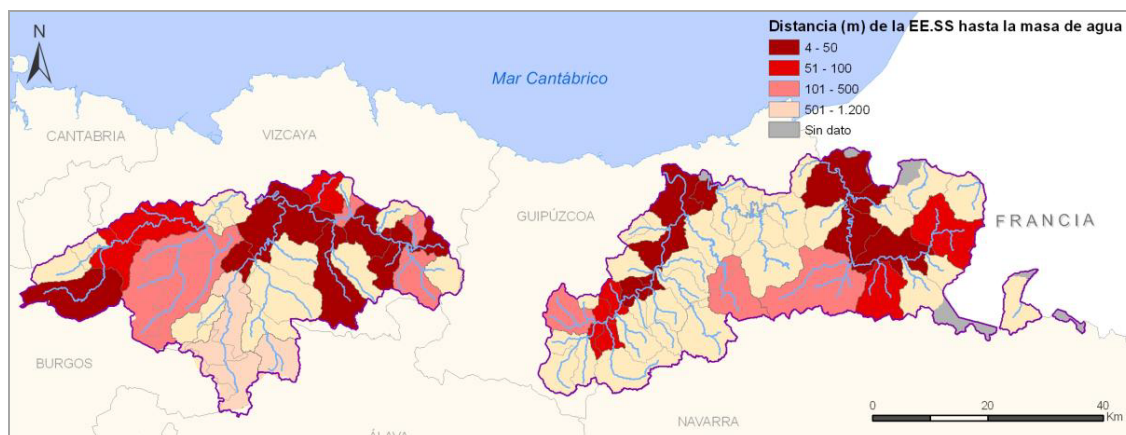 Distancia (m) de la EE.SS hasta la masa de agua
4 - 50
51 - 100
101 - 500
501 - 1.200
Sin dato
N
Mar Cantábrico
CANTABRIA
VIZCAYA
GUIPÚZCOA
FRANCIA
BURGOS
ÁLAVA
NAVARRA
0 20 40
Km